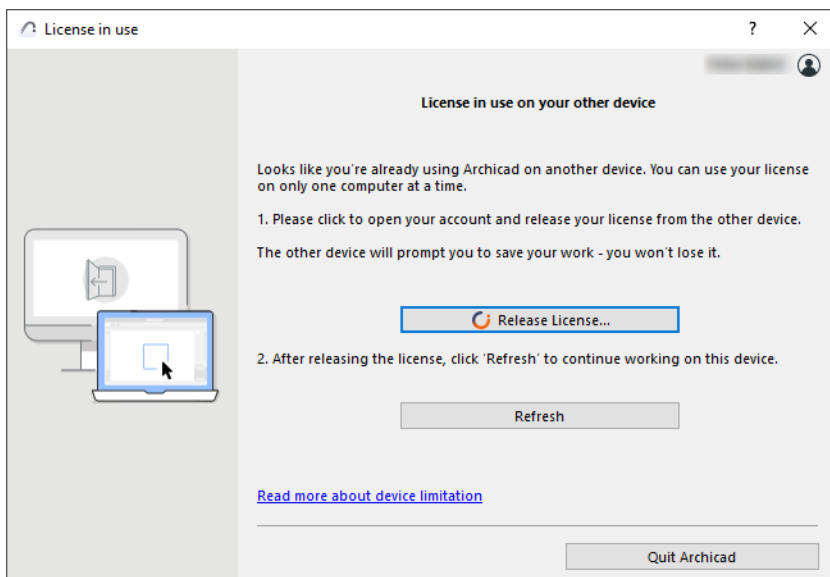 License in use
?
License in use on your other device
Looks like you're already using Archicad on another device. You can use your license
on only one computer at a time.
1. Please click to open your account and release your license from the other device.
The other device will prompt you to save your work - you won't lose it.
Release License...
2. After releasing the license, click 'Refresh' to continue working on this device.
Refresh
Read more about device limitation
Quit Archicad